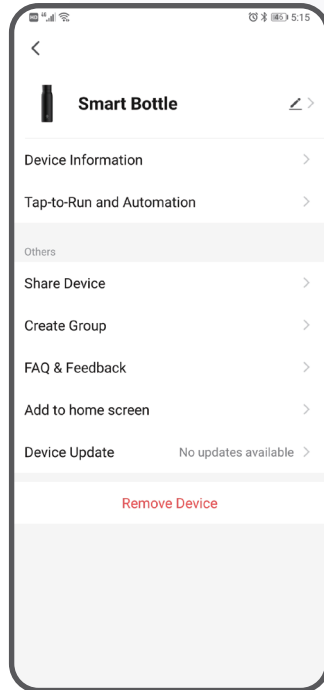 5:15
Smart Bottle
Device Information
Tap-to-Run and Automation
Others
Share Device
Create Group
FAQ & Feedback
Add to home screen
Device Update No updates available
Remove Device